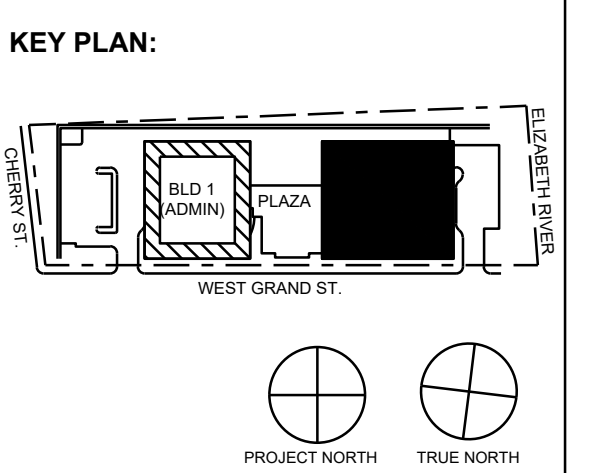 KEY PLAN:
CHERRY ST.
BLD 1
(ADMIN)
PLAZA
ELIZABETH RIVER
WEST GRAND ST.
PROJECT NORTH
TRUE NORTH